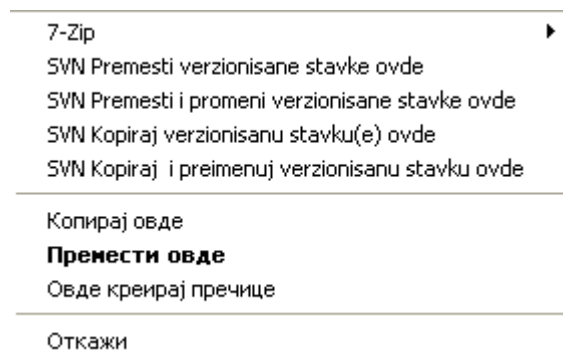 7-Zip
SVN Premesti verzionisane stavke ovde
SVN Premesti i promeni verzionisane stavke ovde
SVN Kopiraj verzionisanu stavku(e) ovde
SVN Kopiraj i preimenuj verzionisanu stavku ovde
Копирај овде
Премести овде
Овде креирај пречице
Откажи